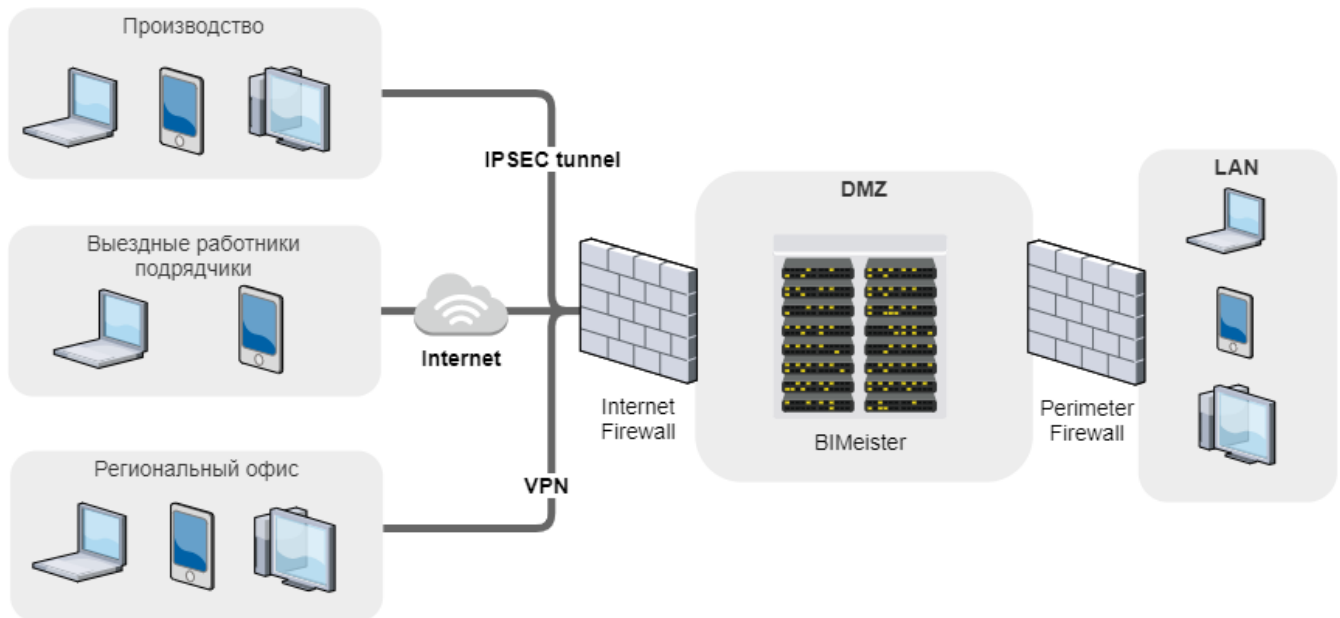 Производство
IPSEC tunnel
Выездные работники
подрядчики
Internet
Региональный офис
VPN
Internet
Firewall
DMZ
BIMeister
Perimeter
Firewall
LAN